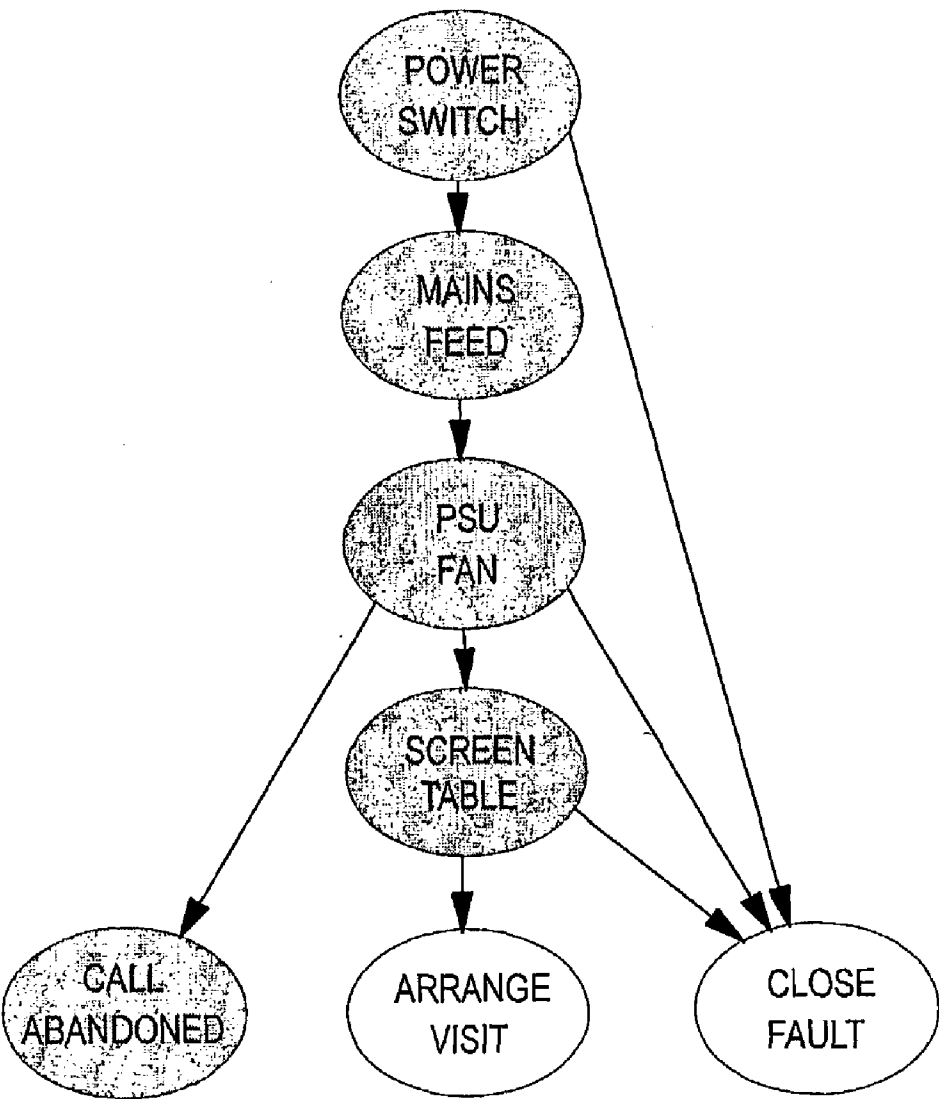 POWER
SWITCH
MAINS
FEED
PSU
FAN
SCREEN
TABLE
CALL
ABANDONED
ARRANGE
VISIT
CLOSE
FAULT